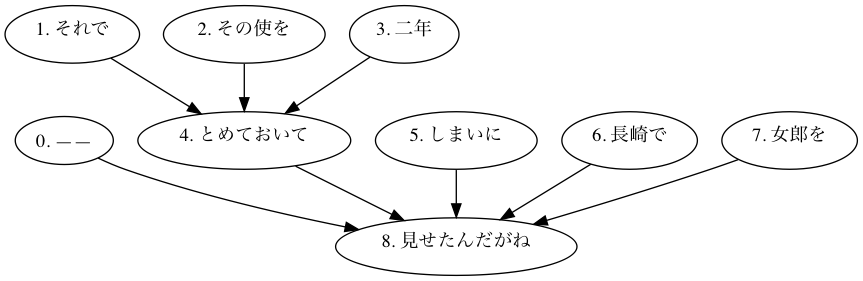 1. それで
2. その使を
3. 二年
0. ——
4. とめておいて
5. しまいに
6. 長崎で
7. 女郎を
8. 見せたんだがね